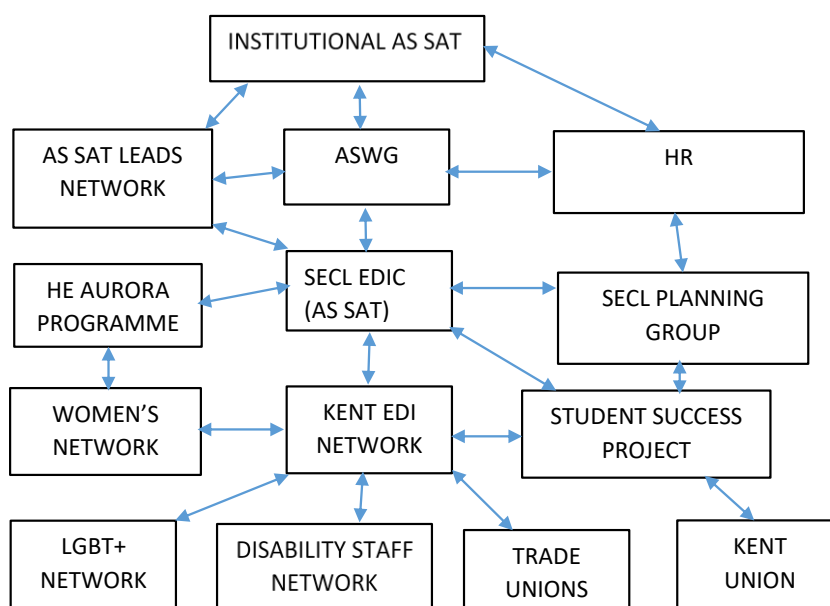 INSTITUTIONAL AS SAT
AS SAT LEADS
NETWORK
ASWG
HR
HE AURORA
PROGRAMME
SECL EDIC
(AS SAT)
SECL PLANNING
GROUP
WOMEN’S
NETWORK
KENT EDI
NETWORK
STUDENT SUCCESS
PROJECT
LGBT+
NETWORK
DISABILITY STAFF
NETWORK
TRADE
UNIONS
KENT
UNION